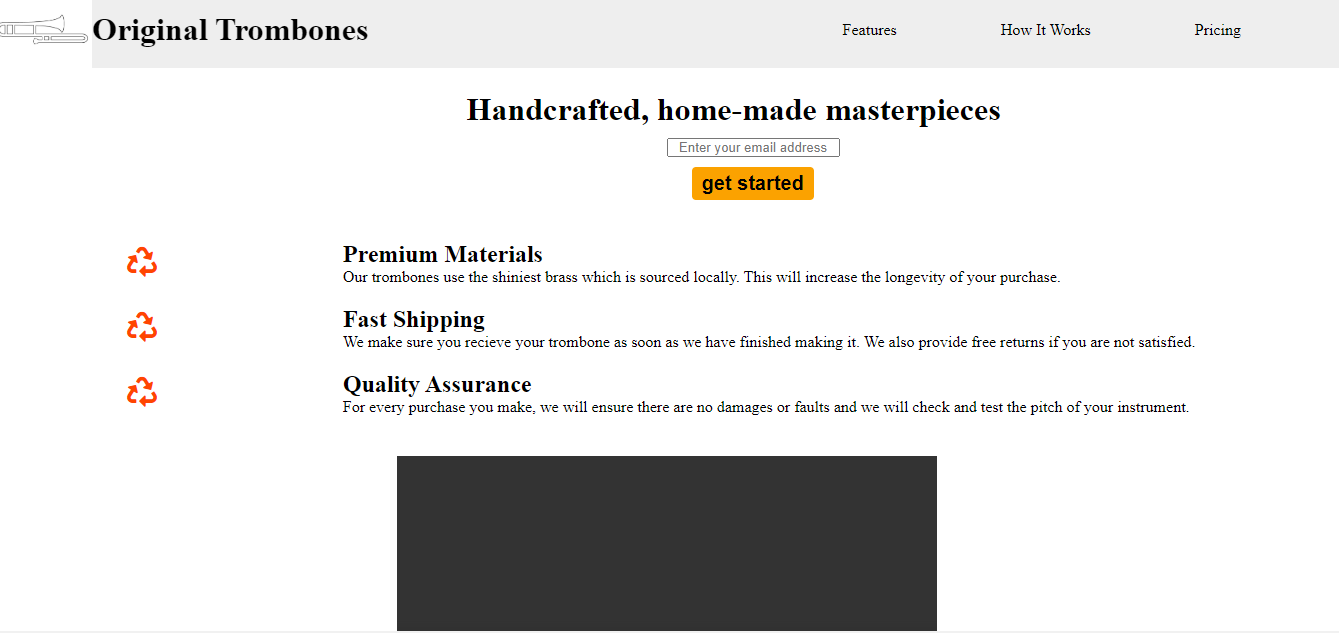 Original Trombones
Features
How It Works
Pricing
Handcrafted, home-made masterpieces
Enter your email address
get started
Premium Materials
Our trombones use the shiniest brass which is sourced locally. This will increase the longevity of your purchase.
Fast Shipping
We make sure you recieve your trombone as soon as we have finished making it. We also provide free returns if you are not satisfied.
Quality Assurance
For every purchase you make, we will ensure there are no damages or faults and we will check and test the pitch of your instrument.